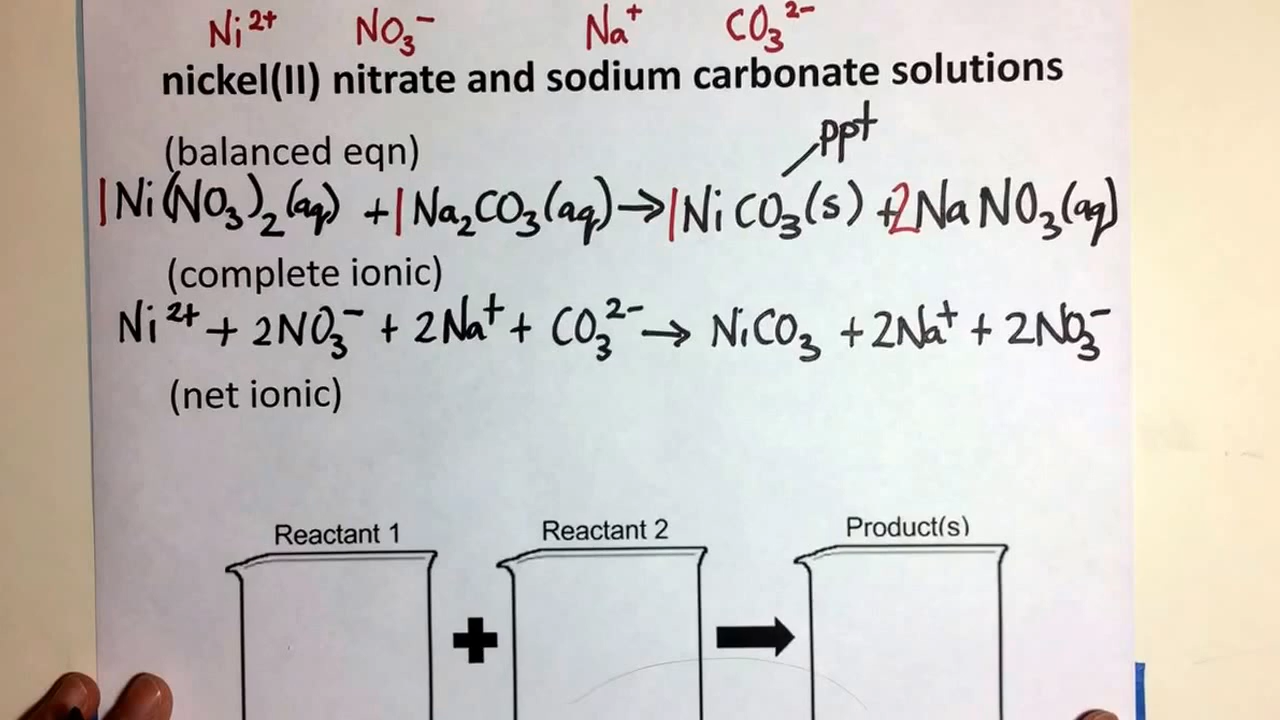 Ni²⁺ NO₃⁻ Na⁺ CO₃²⁻
nickel(II) nitrate and sodium carbonate solutions
ppt
(balanced eqn)
1Ni(NO₃)₂(aq) + 1Na₂CO₃(aq) → 1NiCO₃(s) + 2NaNO₃(aq)
(complete ionic)
Ni²⁺ + 2NO₃⁻ + 2Na⁺ + CO₃²⁻ → NiCO₃ + 2Na⁺ + 2NO₃⁻
(net ionic)
Reactant 1 Reactant 2 Product(s)
+